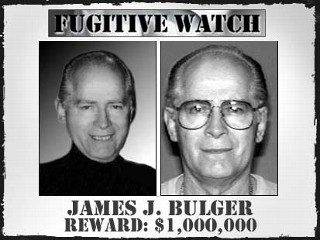 FUGITIVE WATCH
JAMES J. BULGER
REWARD: $1,000,000